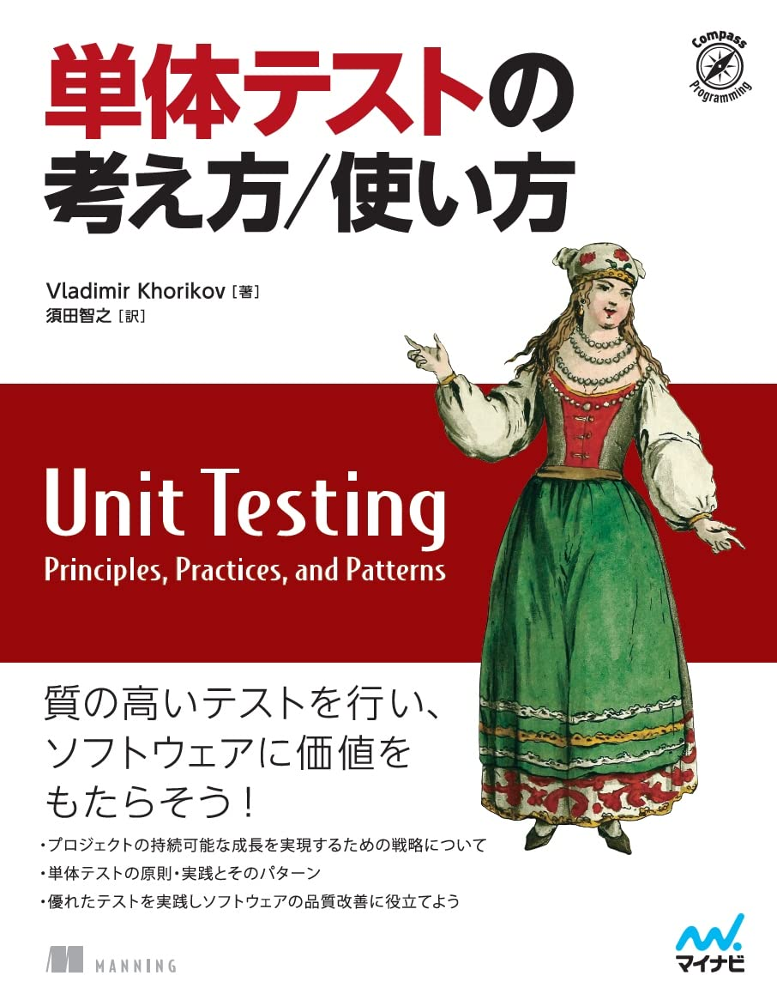 単体テストの
考え方/使い方
Compass
Programming
Vladimir Khorikov [著]
須田智之 [訳]
Unit Testing
Principles, Practices, and Patterns
質の高いテストを行い、
ソフトウェアに価値を
もたらそう！
・プロジェクトの持続可能な成長を実現するための戦略について
・単体テストの原則・実践とそのパターン
・優れたテストを実践しソフトウェアの品質改善に役立てよう
MANNING
マイナビ